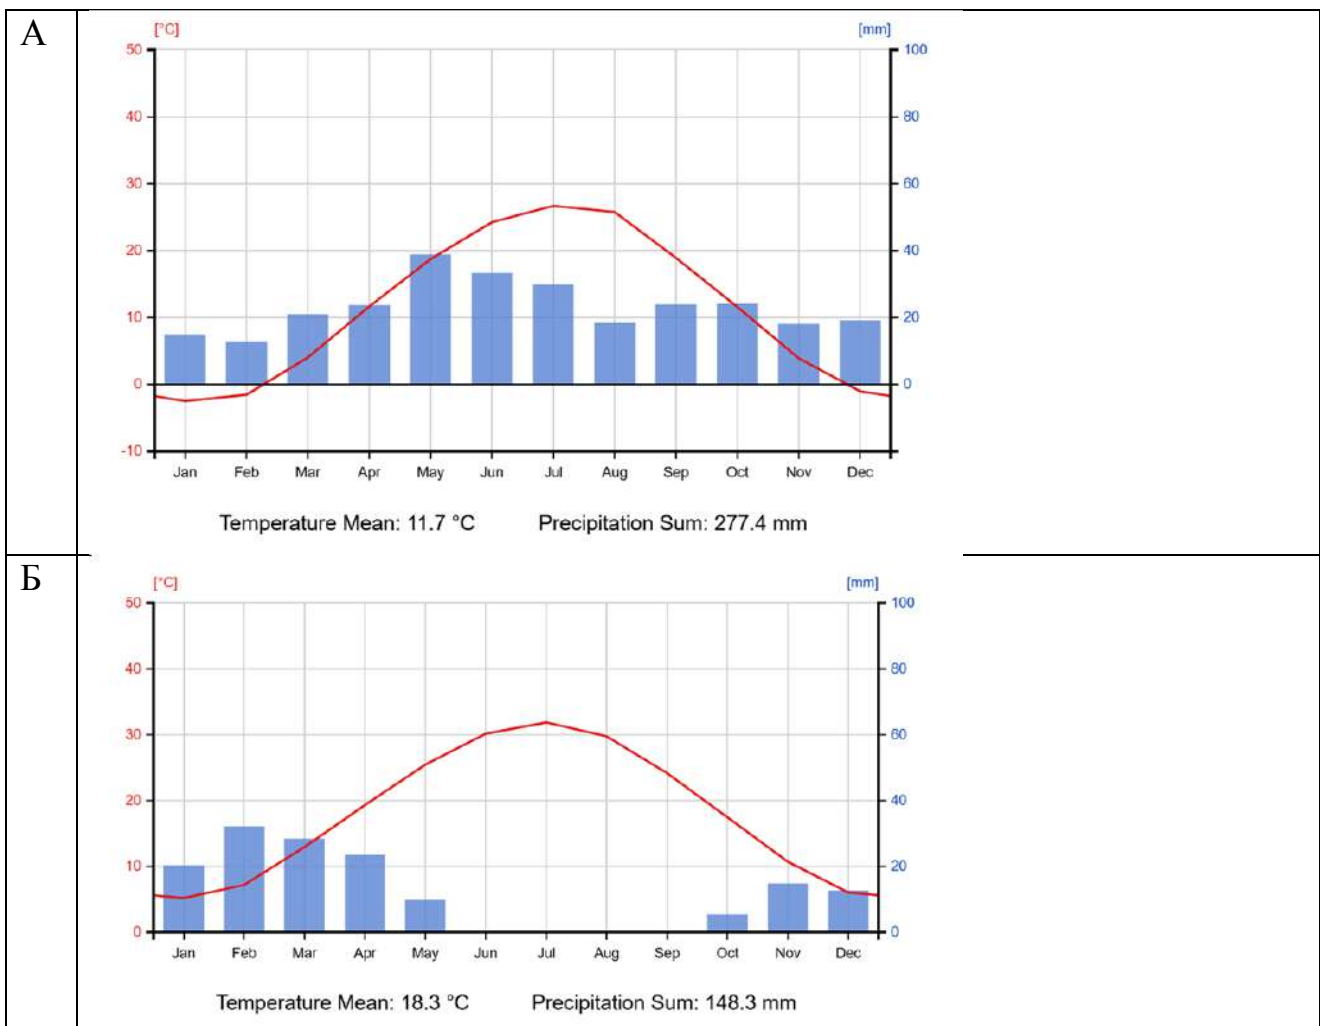 А
[°C] [mm]
50 100
40 80
30 60
20 40
10 20
0 0
-10
Jan Feb Mar Apr May Jun Jul Aug Sep Oct Nov Dec
Temperature Mean: 11.7 °C Precipitation Sum: 277.4 mm
Б
[°C] [mm]
50 100
40 80
30 60
20 40
10 20
0 0
Jan Feb Mar Apr May Jun Jul Aug Sep Oct Nov Dec
Temperature Mean: 18.3 °C Precipitation Sum: 148.3 mm